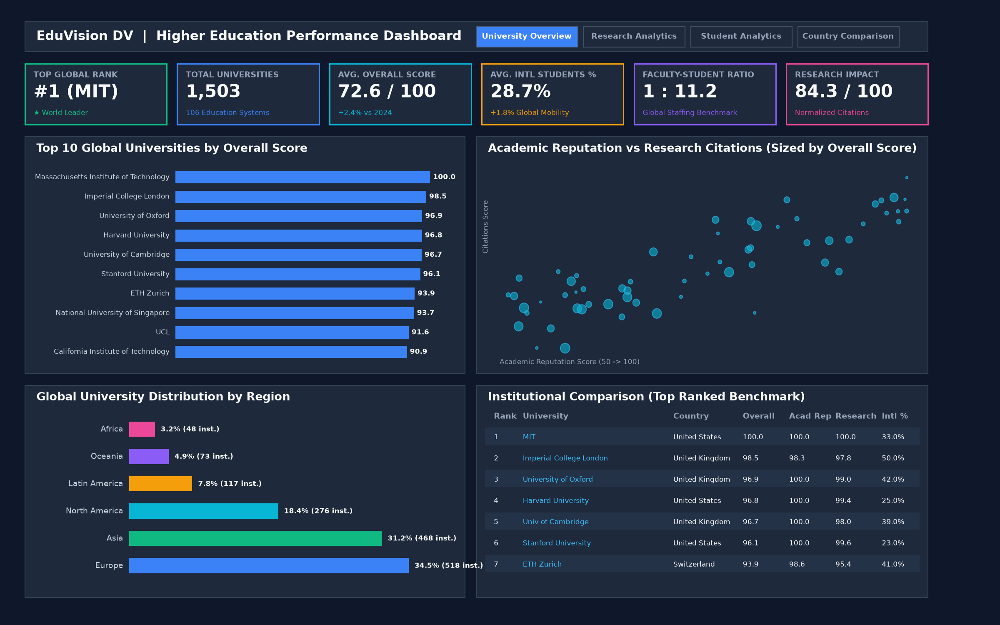 EduVision DV | Higher Education Performance Dashboard
University Overview
Research Analytics
Student Analytics
Country Comparison
TOP GLOBAL RANK
#1 (MIT)
★ World Leader
TOTAL UNIVERSITIES
1,503
106 Education Systems
AVG. OVERALL SCORE
72.6 / 100
+2.4% vs 2024
AVG. INTL STUDENTS %
28.7%
+1.8% Global Mobility
FACULTY-STUDENT RATIO
1 : 11.2
Global Staffing Benchmark
RESEARCH IMPACT
84.3 / 100
Normalized Citations
Top 10 Global Universities by Overall Score
Massachusetts Institute of Technology 100.0
Imperial College London 98.5
University of Oxford 96.9
Harvard University 96.8
University of Cambridge 96.7
Stanford University 96.1
ETH Zurich 93.9
National University of Singapore 93.7
UCL 91.6
California Institute of Technology 90.9
Academic Reputation vs Research Citations (Sized by Overall Score)
Citations Score
Academic Reputation Score (50 -> 100)
Global University Distribution by Region
Africa 3.2% (48 inst.)
Oceania 4.9% (73 inst.)
Latin America 7.8% (117 inst.)
North America 18.4% (276 inst.)
Asia 31.2% (468 inst.)
Europe 34.5% (518 inst.)
Institutional Comparison (Top Ranked Benchmark)
Rank University Country Overall Acad Rep Research Intl %
1 MIT United States 100.0 100.0 100.0 33.0%
2 Imperial College London United Kingdom 98.5 98.3 97.8 50.0%
3 University of Oxford United Kingdom 96.9 100.0 99.0 42.0%
4 Harvard University United States 96.8 100.0 99.4 25.0%
5 Univ of Cambridge United Kingdom 96.7 100.0 98.0 39.0%
6 Stanford University United States 96.1 100.0 99.6 23.0%
7 ETH Zurich Switzerland 93.9 98.6 95.4 41.0%